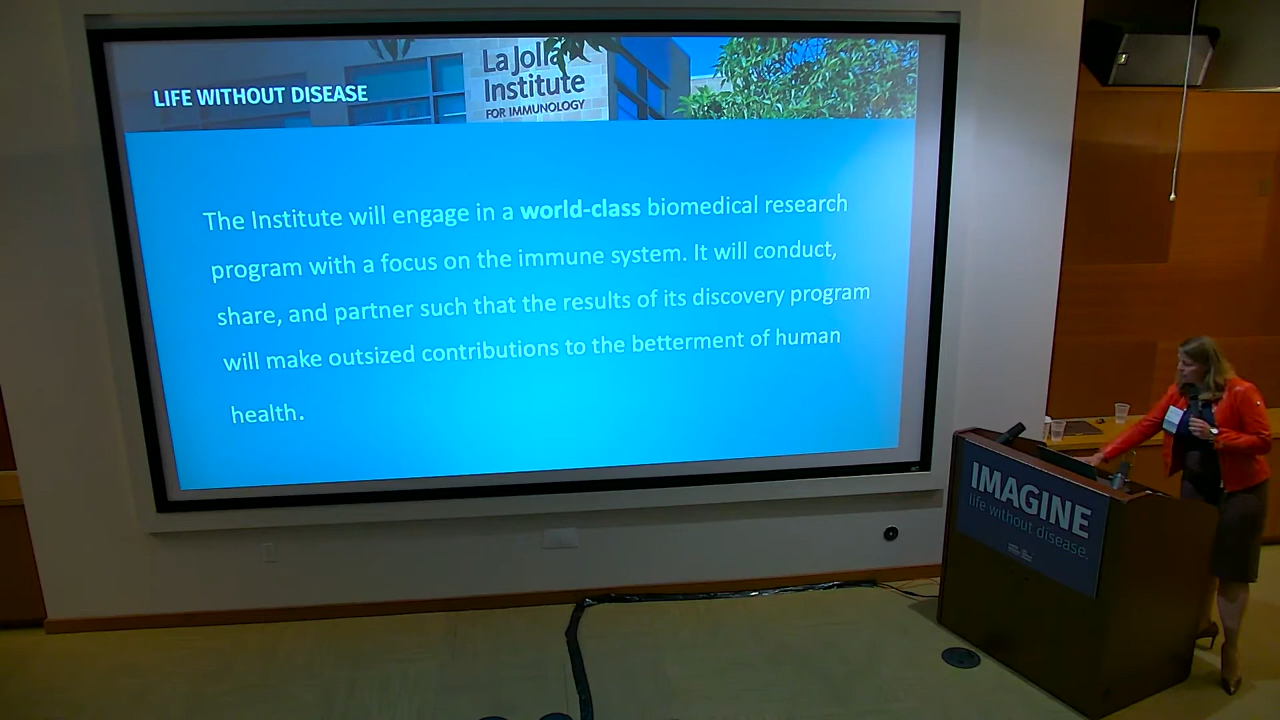 LIFE WITHOUT DISEASE
La Jolla
Institute
FOR IMMUNOLOGY
The Institute will engage in a world-class biomedical research
program with a focus on the immune system. It will conduct,
share, and partner such that the results of its discovery program
will make outsized contributions to the betterment of human
health.
IMAGINE
life without disease.